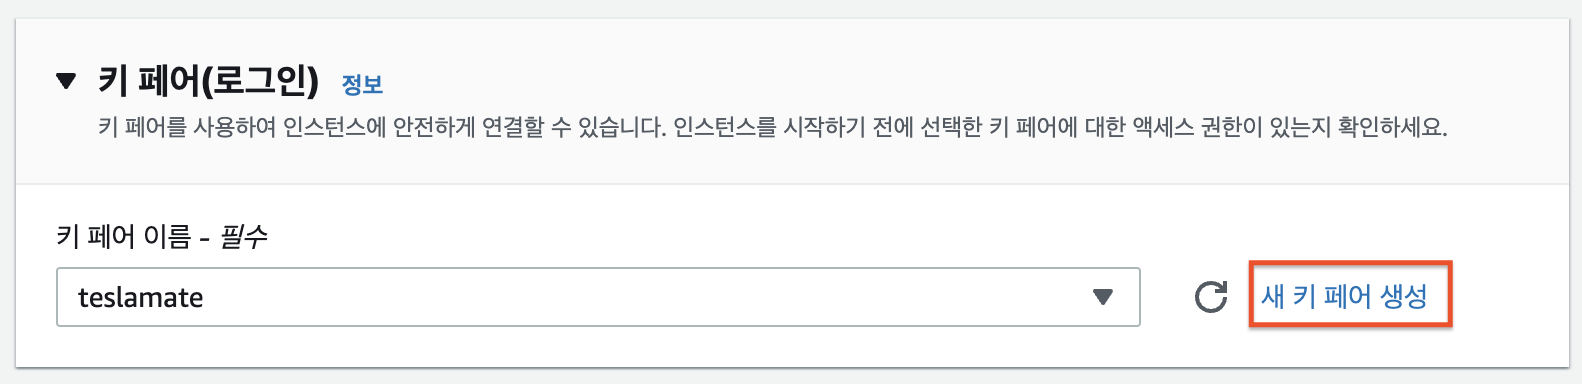 키 페어(로그인) 정보
키 페어를 사용하여 인스턴스에 안전하게 연결할 수 있습니다. 인스턴스를 시작하기 전에 선택한 키 페어에 대한 액세스 권한이 있는지 확인하세요.
키 페어 이름 - 필수
teslamate
새 키 페어 생성